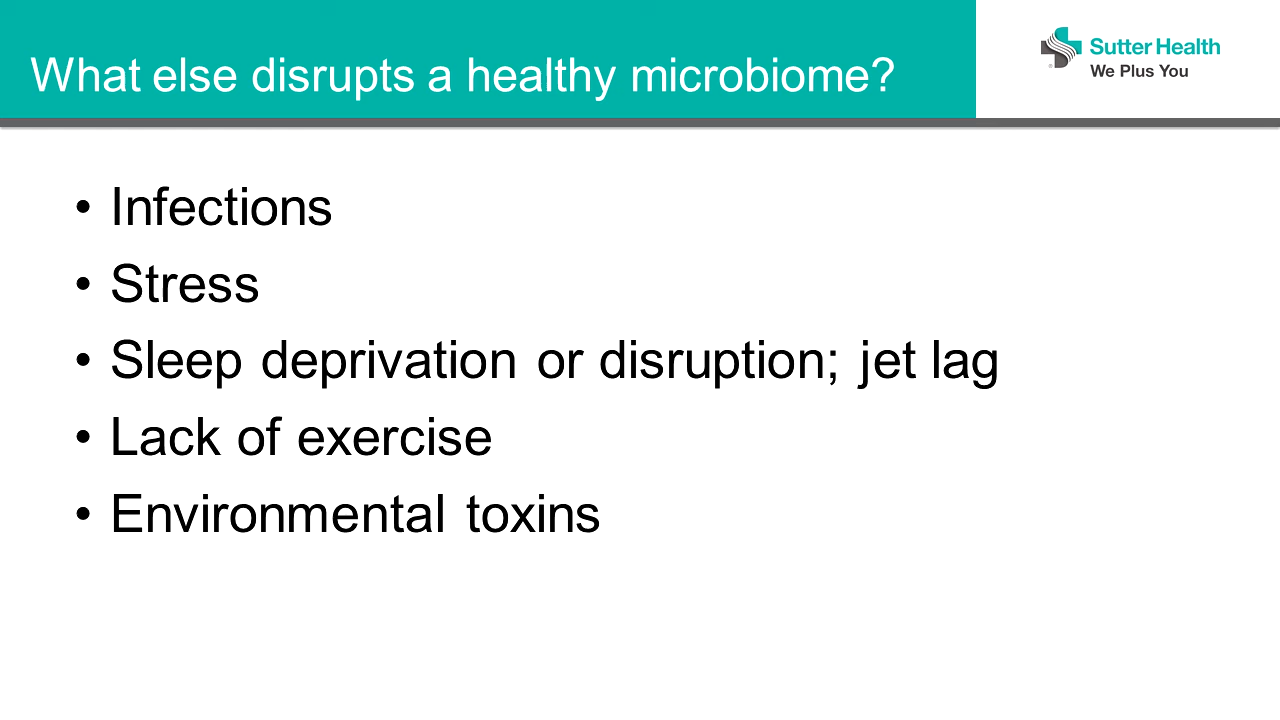 What else disrupts a healthy microbiome?
Sutter Health
We Plus You
• Infections
• Stress
• Sleep deprivation or disruption; jet lag
• Lack of exercise
• Environmental toxins